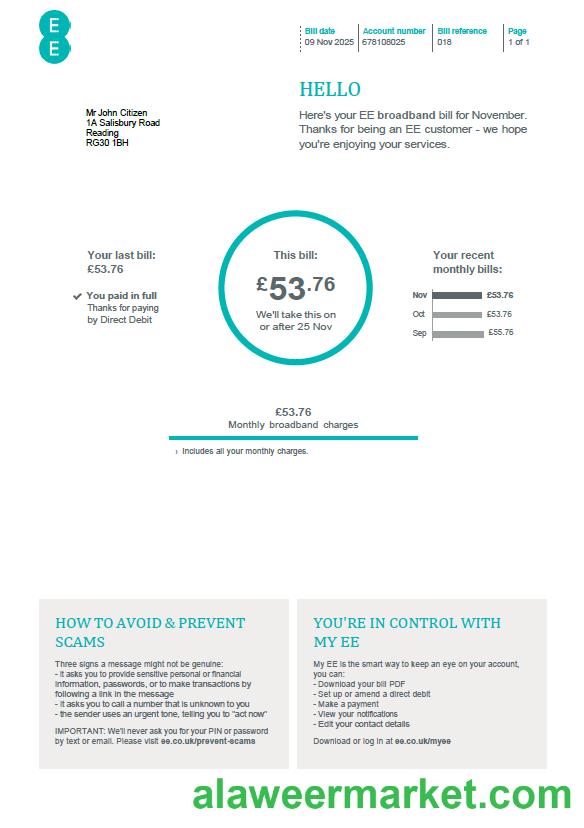 E
E
Bill date
09 Nov 2025
Account number
678108025
Bill reference
018
Page
1 of 1
HELLO
Here's your EE broadband bill for November.
Thanks for being an EE customer - we hope
you're enjoying your services.
Mr John Citizen
1A Salisbury Road
Reading
RG30 1BH
Your last bill:
£53.76
You paid in full
Thanks for paying
by Direct Debit
This bill:
£53.76
We'll take this on
or after 25 Nov
Your recent
monthly bills:
Nov £53.76
Oct £53.76
Sep £55.76
£53.76
Monthly broadband charges
› Includes all your monthly charges.
HOW TO AVOID & PREVENT
SCAMS
Three signs a message might not be genuine:
- it asks you to provide sensitive personal or financial
information, passwords, or to make transactions by
following a link in the message
- it asks you to call a number that is unknown to you
- the sender uses an urgent tone, telling you to "act now"
IMPORTANT: We'll never ask you for your PIN or password
by text or email. Please visit ee.co.uk/prevent-scams
YOU'RE IN CONTROL WITH
MY EE
My EE is the smart way to keep an eye on your account,
you can:
- Download your bill PDF
- Set up or amend a direct debit
- Make a payment
- View your notifications
- Edit your contact details
Download or log in at ee.co.uk/myee
alaweermarket.com